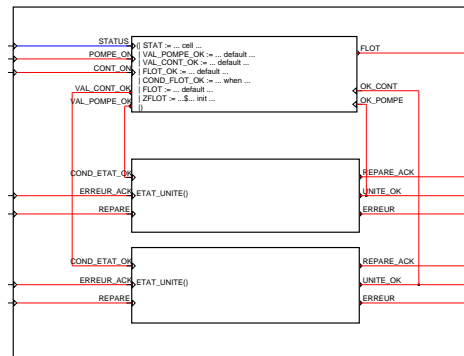 STATUS
POMPE_ON
CONT_ON
VAL_CONT_OK
VAL_POMPE_OK
(| STAT := ... cell ...
| VAL_POMPE_OK := ... default ...
| VAL_CONT_OK := ... default ...
| FLOT_OK := ... default ...
| COND_FLOT_OK := ... when ...
| FLOT := ... default ...
| ZFLOT := ...$... init ...
|)
FLOT
OK_CONT
OK_POMPE
COND_ETAT_OK
ERREUR_ACK
REPARE
ETAT_UNITE()
REPARE_ACK
UNITE_OK
ERREUR
COND_ETAT_OK
ERREUR_ACK
REPARE
ETAT_UNITE()
REPARE_ACK
UNITE_OK
ERREUR